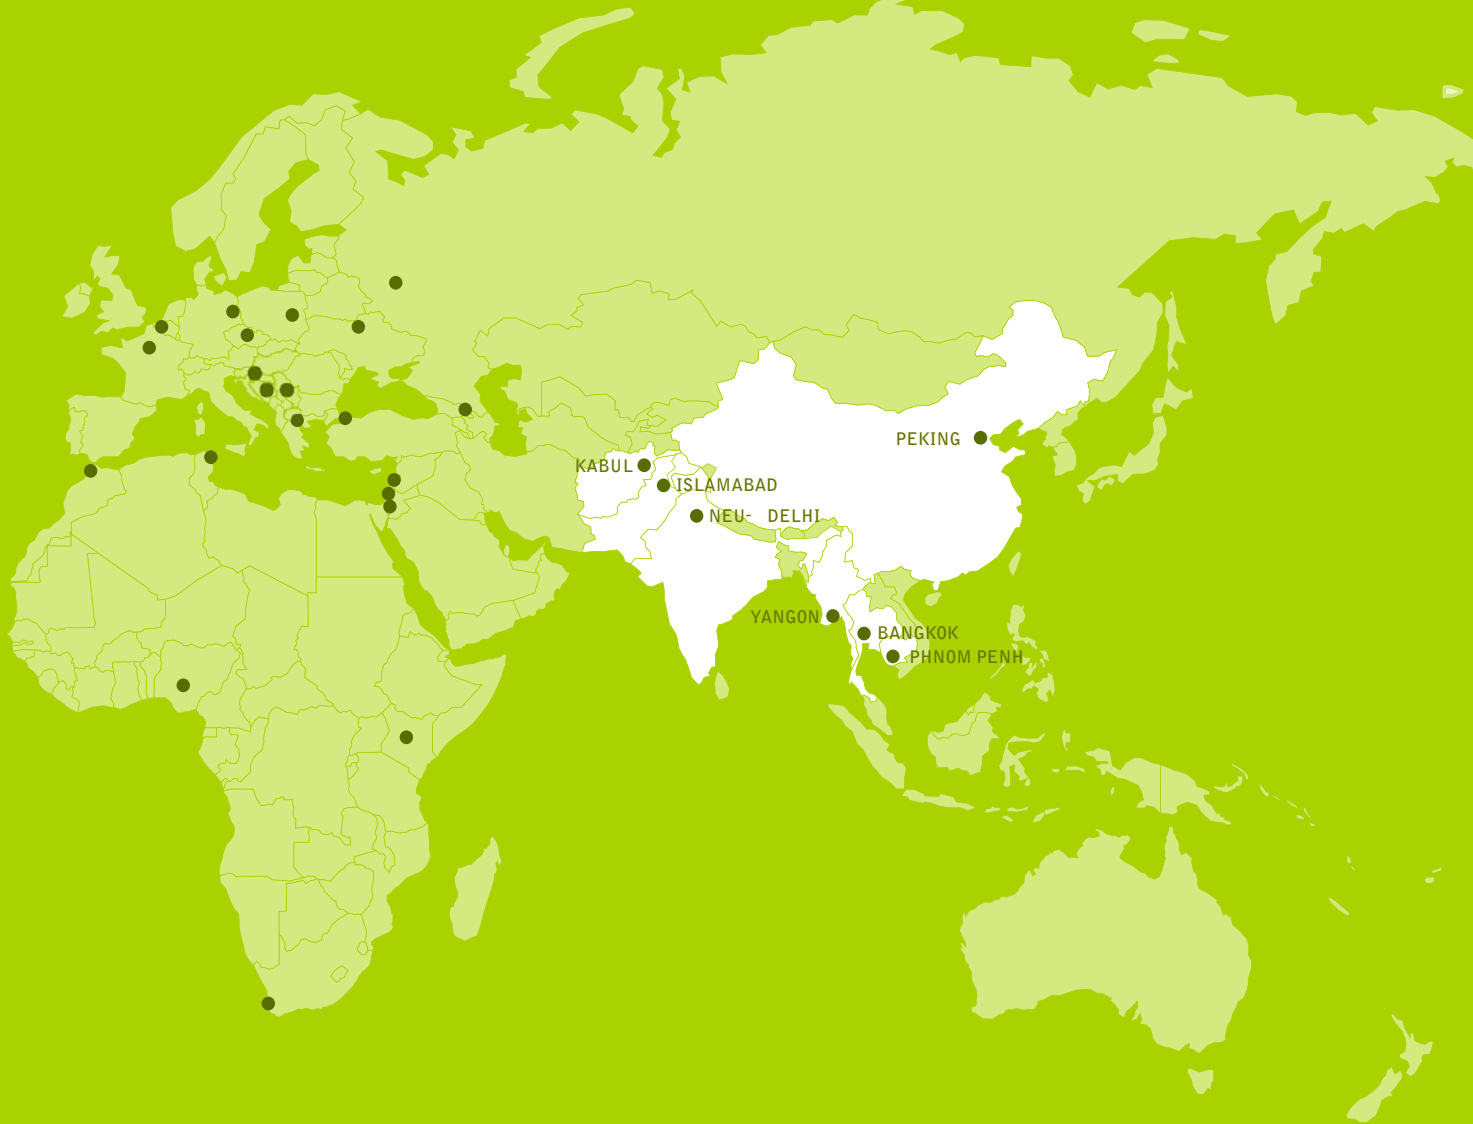 PEKING
KABUL
ISLAMABAD
NEU- DELHI
YANGON
BANGKOK
PHNOM PENH